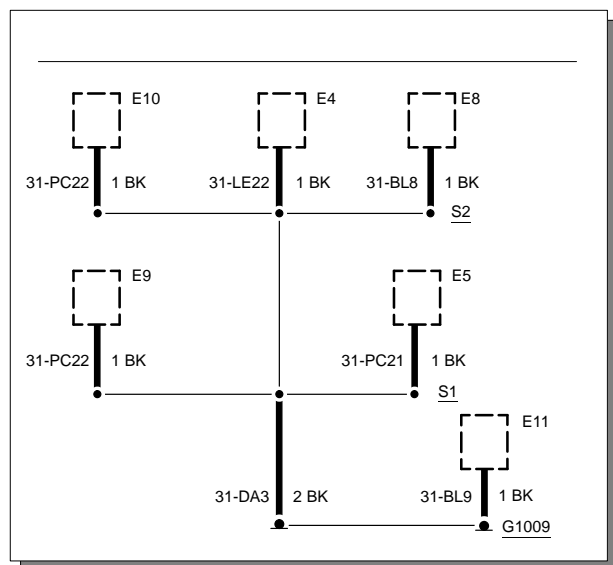 E10 E4 E8
31-PC22 1 BK 31-LE22 1 BK 31-BL8 1 BK
S2
E9 E5
31-PC22 1 BK 31-PC21 1 BK
S1
E11
31-DA3 2 BK 31-BL9 1 BK
G1009